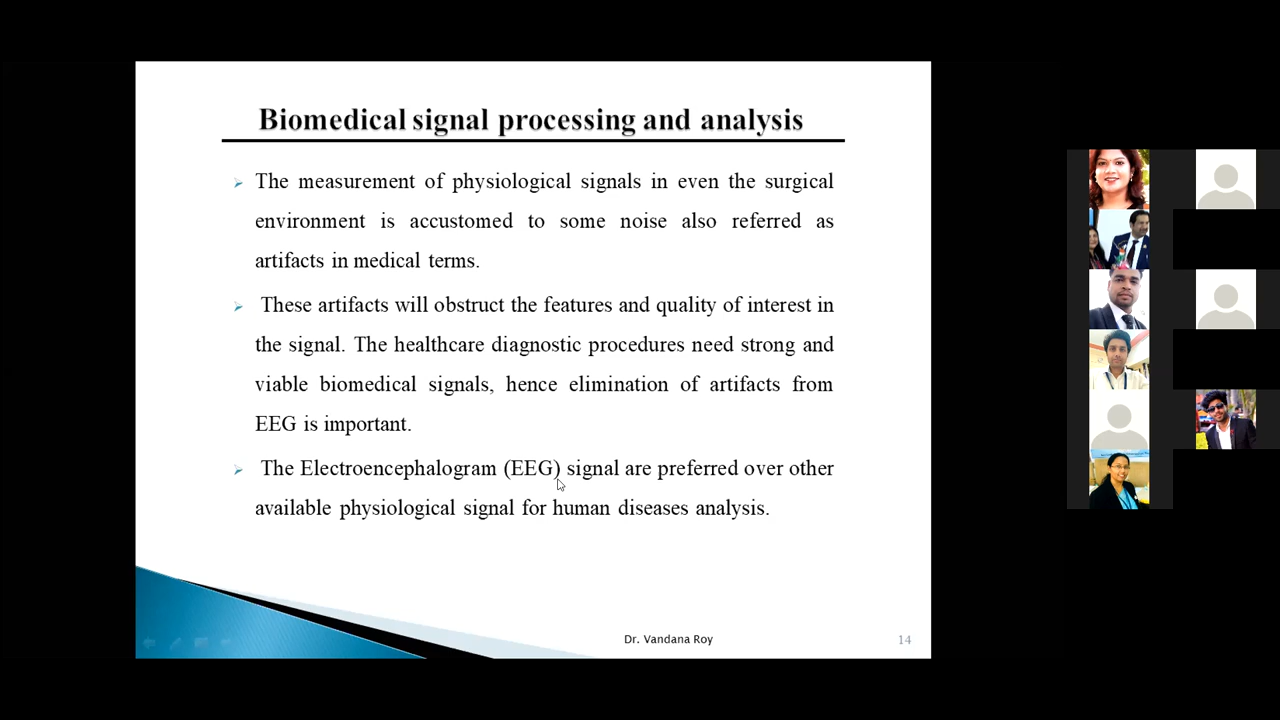 Biomedical signal processing and analysis
The measurement of physiological signals in even the surgical
environment is accustomed to some noise also referred as
artifacts in medical terms.
These artifacts will obstruct the features and quality of interest in
the signal. The healthcare diagnostic procedures need strong and
viable biomedical signals, hence elimination of artifacts from
EEG is important.
The Electroencephalogram (EEG) signal are preferred over other
available physiological signal for human diseases analysis.
Dr. Vandana Roy
14